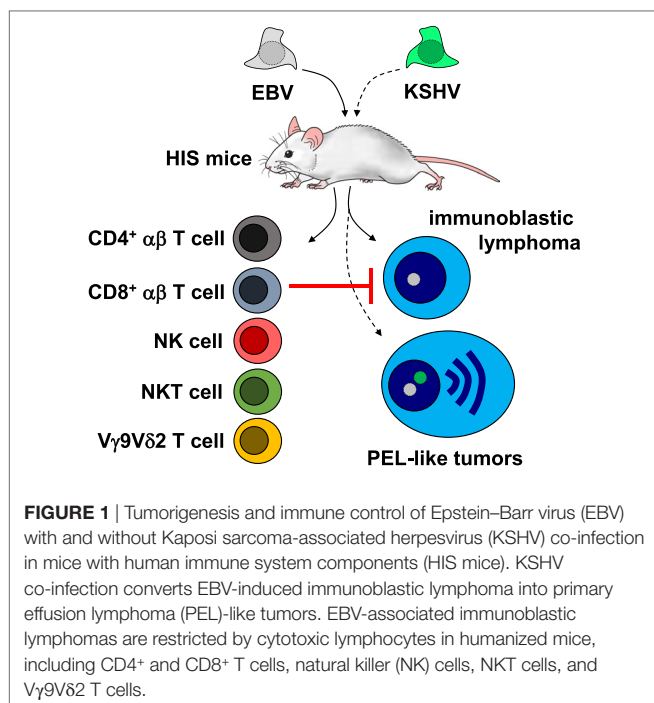 EBV
KSHV
HIS mice
CD4⁺ αβ T cell
CD8⁺ αβ T cell
NK cell
NKT cell
Vγ9Vδ2 T cell
immunoblastic
lymphoma
PEL-like tumors
FIGURE 1 | Tumorigenesis and immune control of Epstein–Barr virus (EBV)
with and without Kaposi sarcoma-associated herpesvirus (KSHV) co-infection
in mice with human immune system components (HIS mice). KSHV
co-infection converts EBV-induced immunoblastic lymphoma into primary
effusion lymphoma (PEL)-like tumors. EBV-associated immunoblastic
lymphomas are restricted by cytotoxic lymphocytes in humanized mice,
including CD4⁺ and CD8⁺ T cells, natural killer (NK) cells, NKT cells, and
Vγ9Vδ2 T cells.